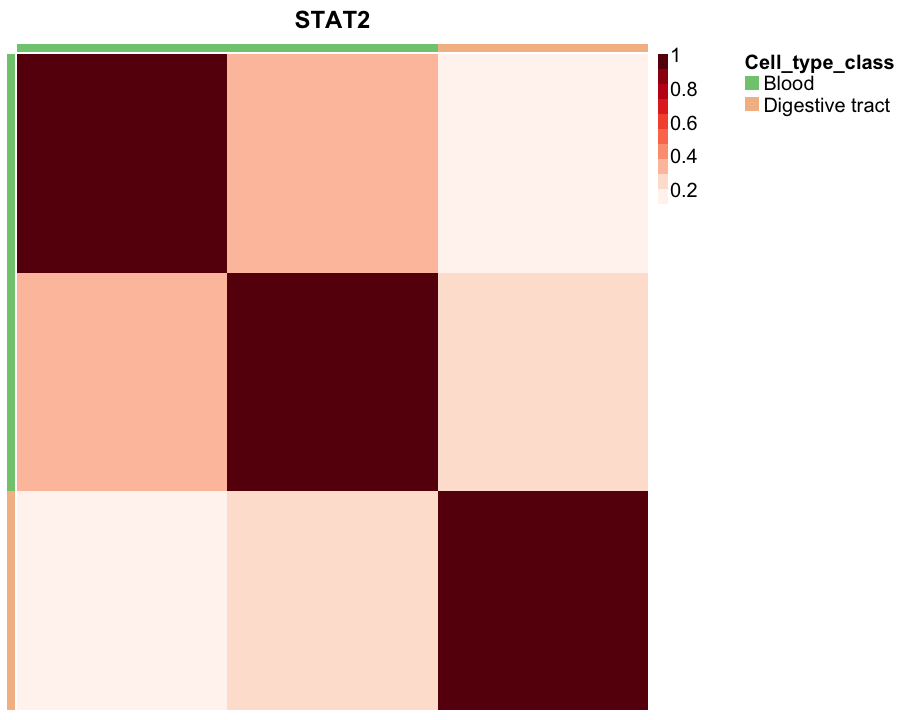 STAT2
1
0.8
0.6
0.4
0.2
Cell_type_class
Blood
Digestive tract